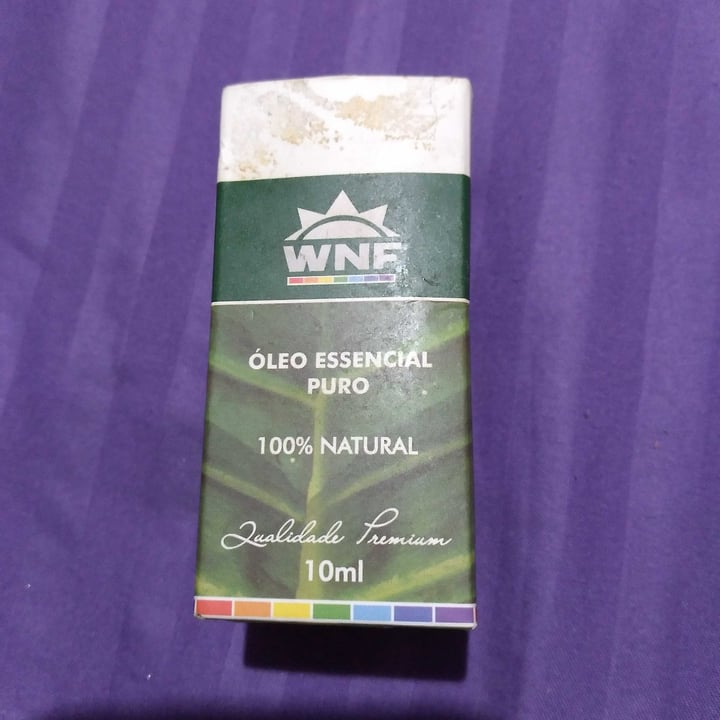 WNF
ÓLEO ESSENCIAL
PURO
100% NATURAL
Qualidade Premium
10ml